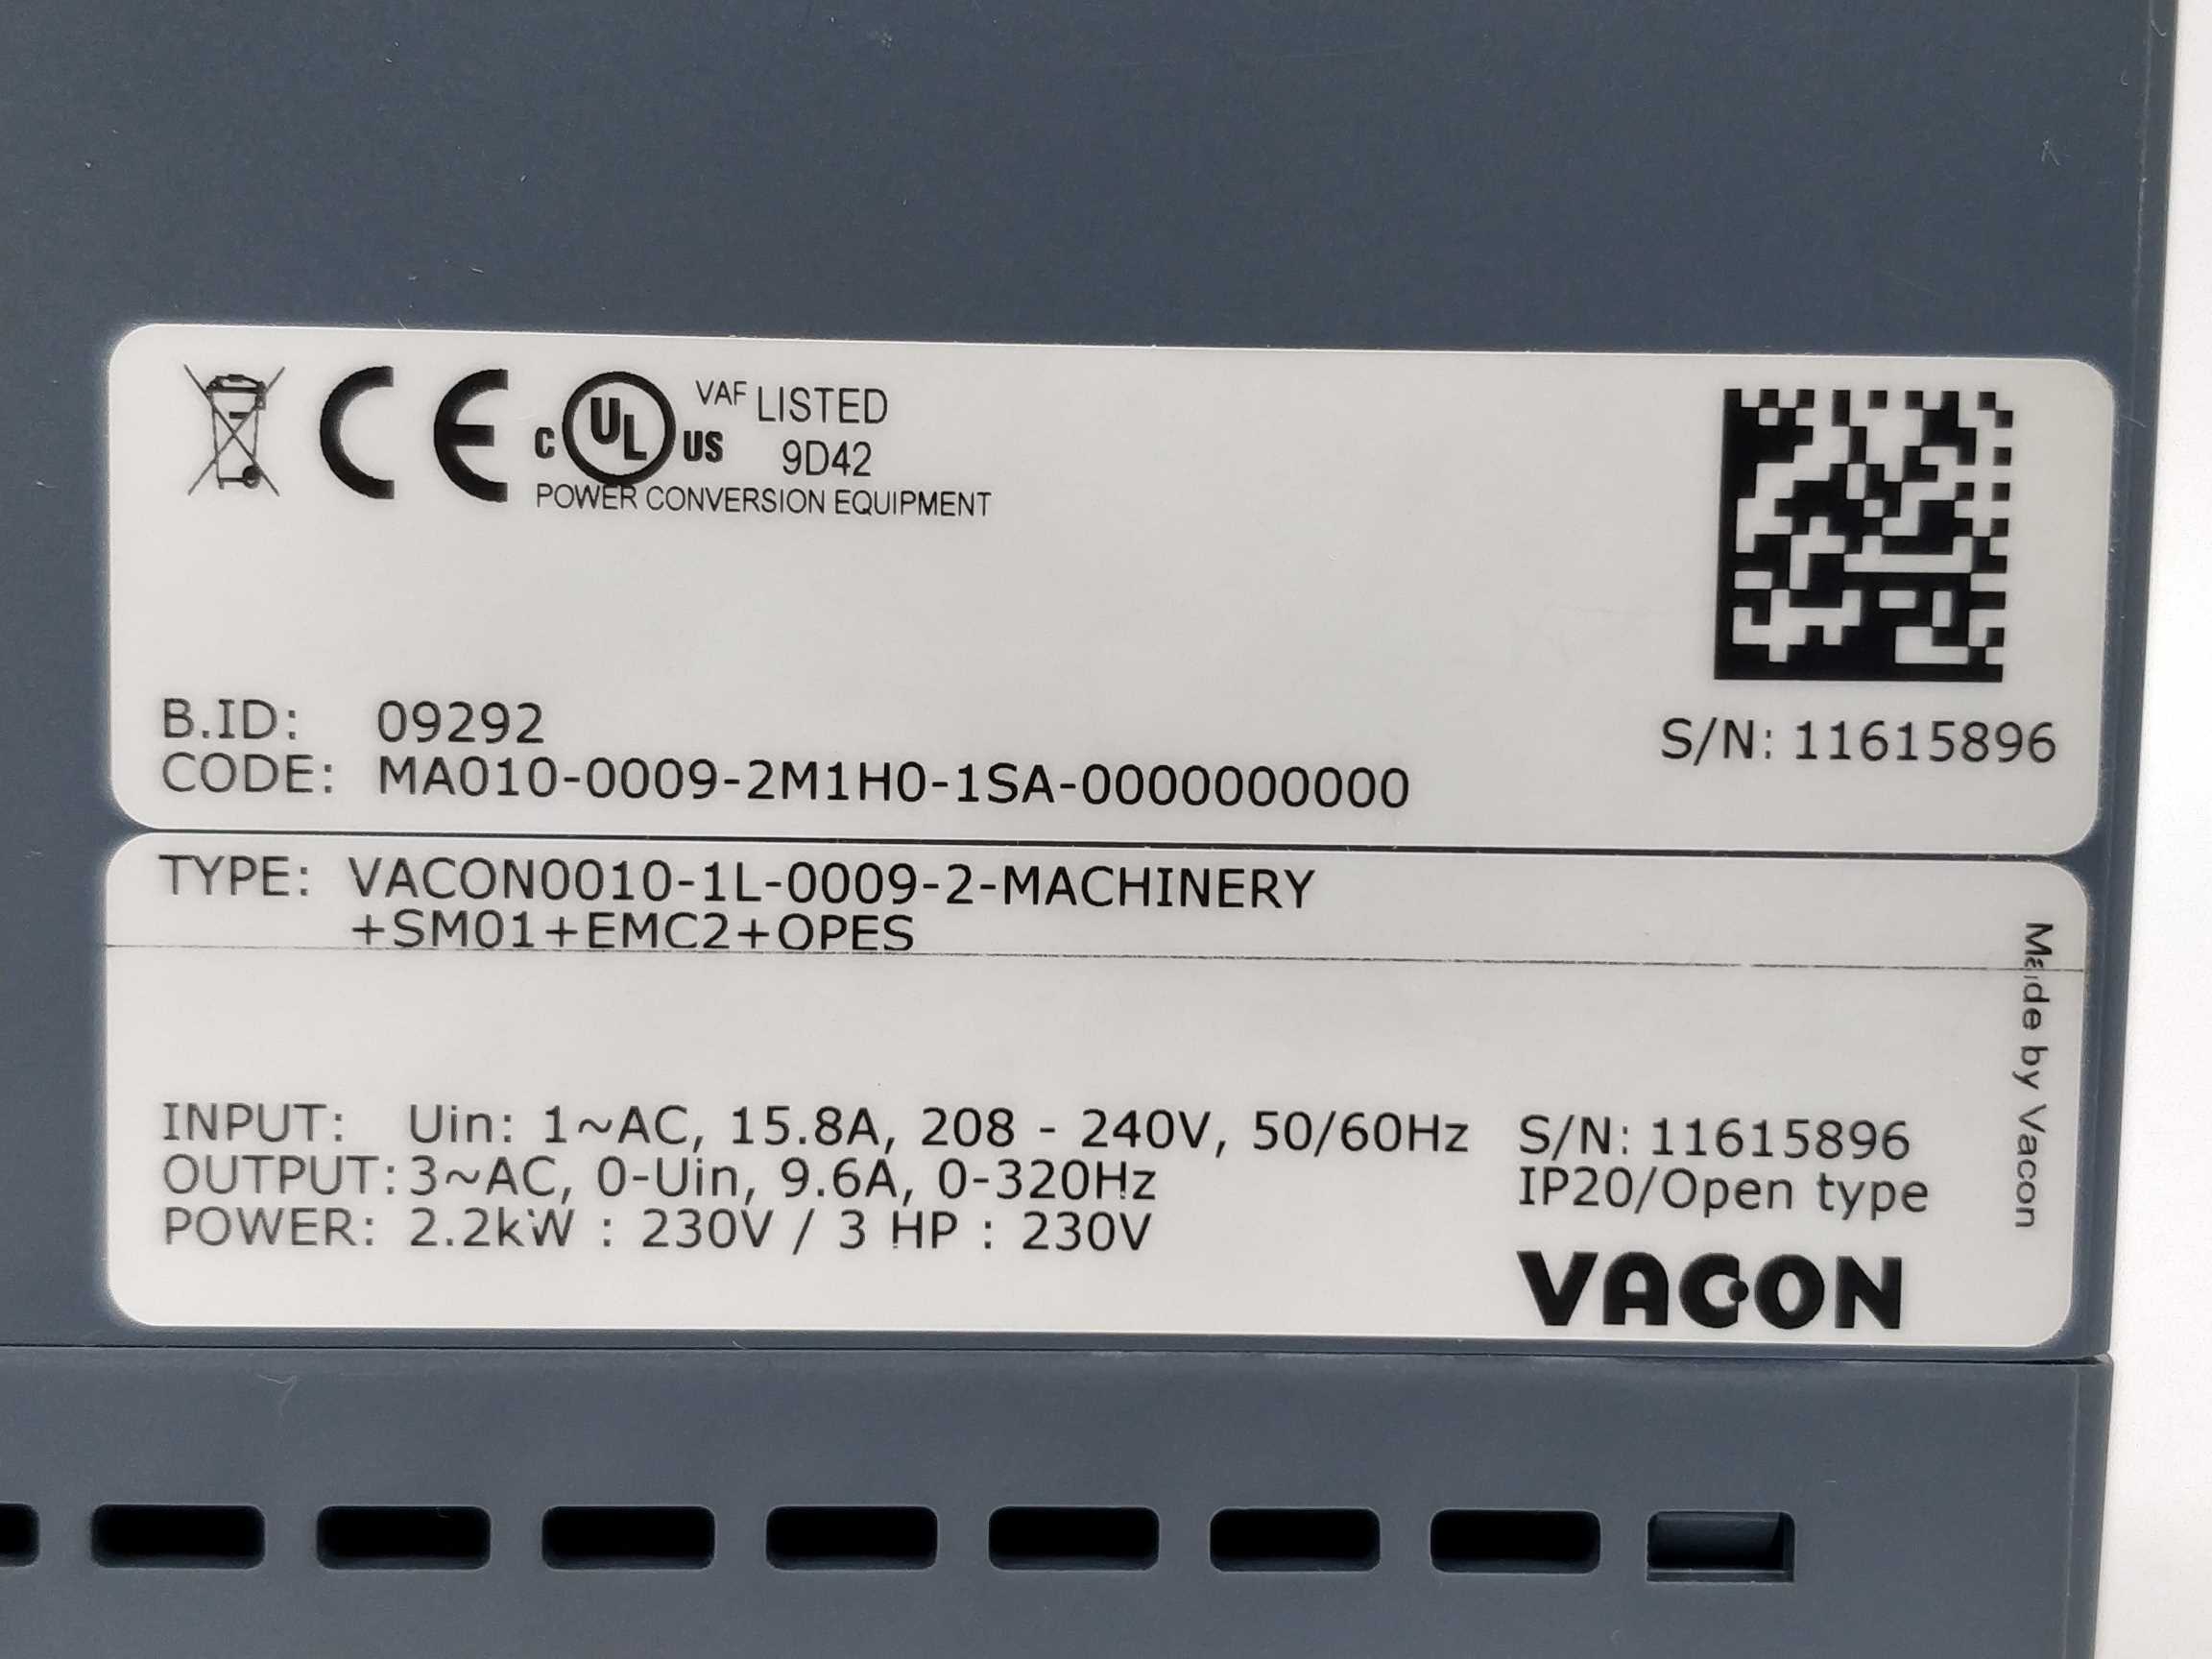 CE
c UL US VAF LISTED
9D42
POWER CONVERSION EQUIPMENT
B.ID: 09292
CODE: MA010-0009-2M1H0-1SA-0000000000
S/N: 11615896
TYPE: VACON0010-1L-0009-2-MACHINERY
+SM01+EMC2+OPES
INPUT: Uin: 1~AC, 15.8A, 208 - 240V, 50/60Hz
OUTPUT: 3~AC, 0-Uin, 9.6A, 0-320Hz
POWER: 2.2kW : 230V / 3 HP : 230V
S/N: 11615896
IP20/Open type
VACON
Made by Vacon